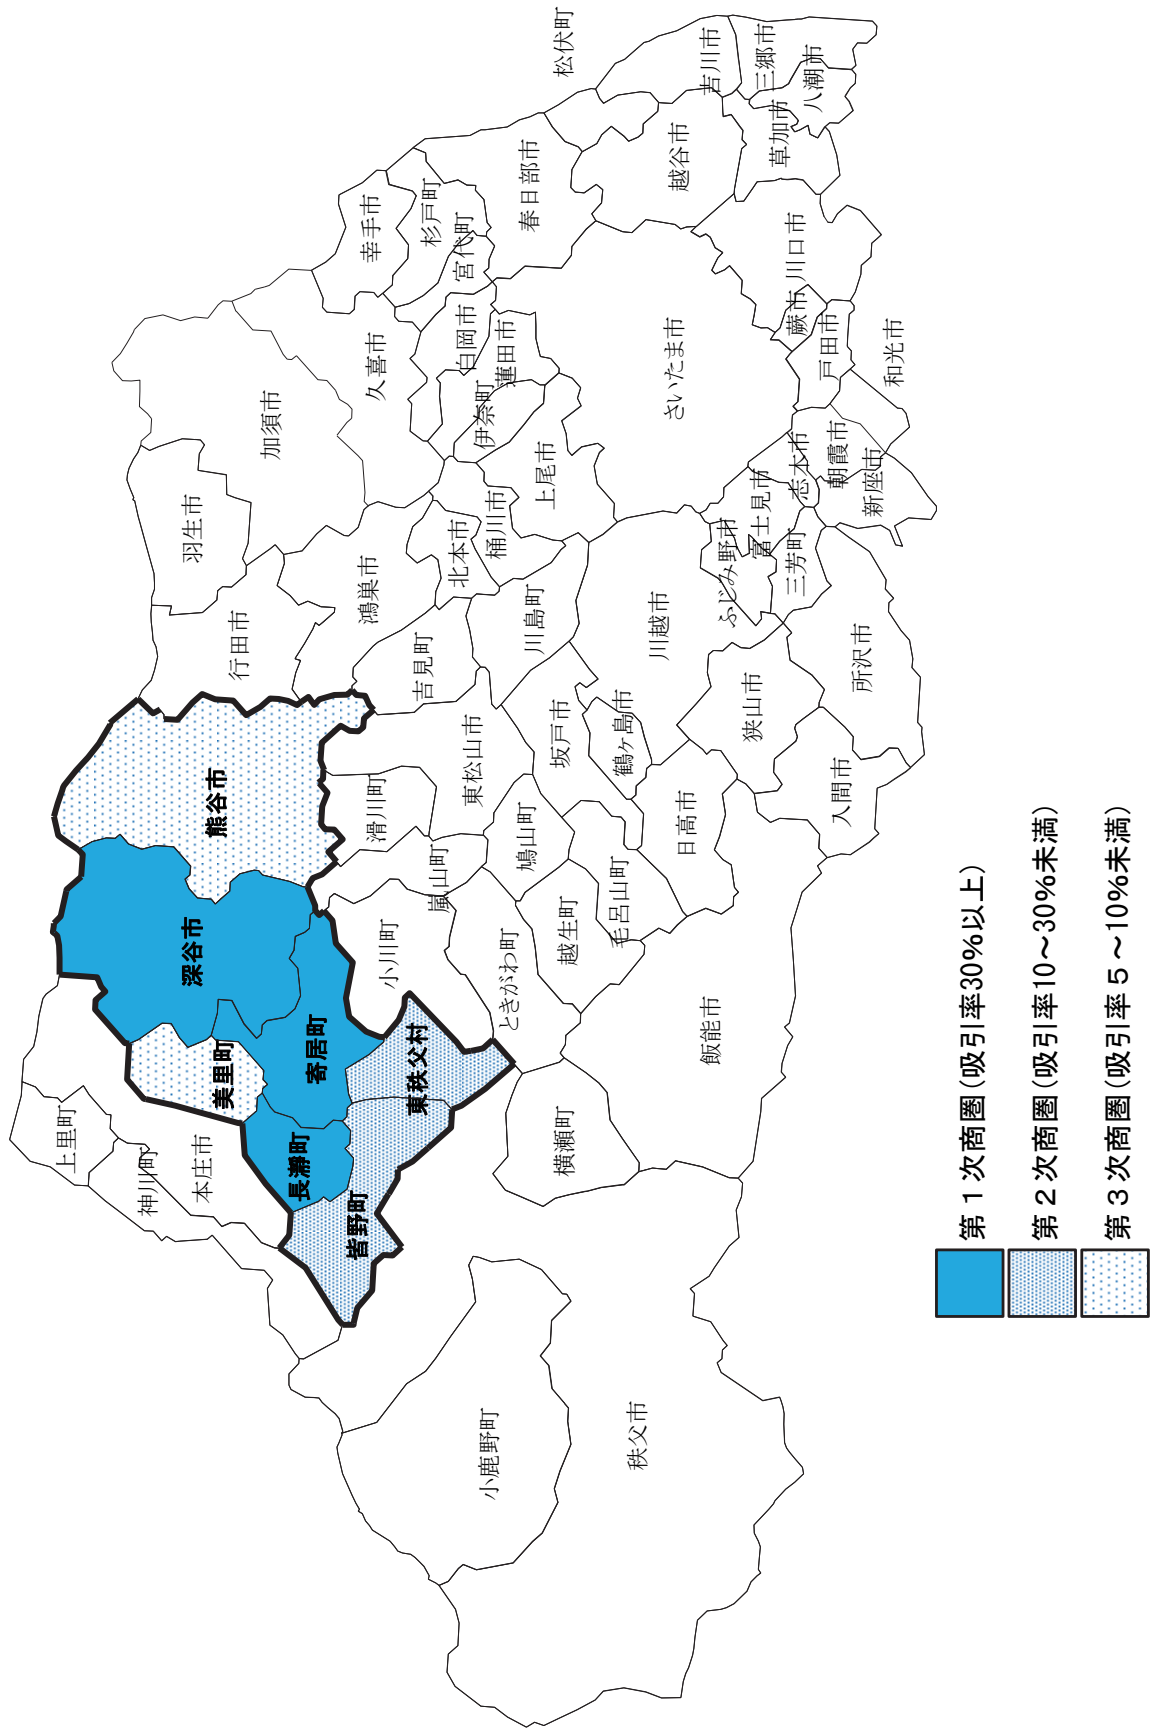 上里町
神川町
本庄市
美里町
深谷市
熊谷市
長瀞町
寄居町
皆野町
東秩父村
行田市
羽生市
加須市
鴻巣市
久喜市
幸手市
杉戸町
宮代町
白岡市
蓮田市
伊奈町
北本市
桶川市
上尾市
春日部市
松伏町
吉川市
三郷市
八潮市
草加市
越谷市
さいたま市
川口市
蕨市
戸田市
和光市
朝霞市
志木市
新座市
富士見市
ふじみ野市
三芳町
所沢市
川越市
狭山市
入間市
吉見町
川島町
東松山市
滑川町
嵐山町
小川町
ときがわ町
鳩山町
坂戸市
鶴ヶ島市
毛呂山町
越生町
日高市
飯能市
横瀬町
小鹿野町
秩父市
第１次商圏(吸引率30％以上)
第２次商圏(吸引率10～30％未満)
第３次商圏(吸引率５～10％未満)